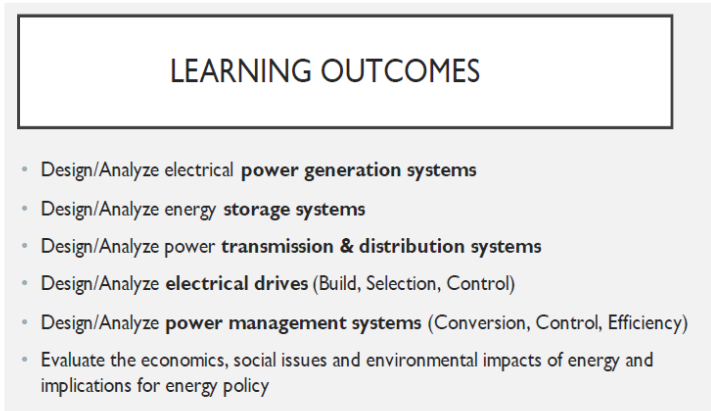 LEARNING OUTCOMES
• Design/Analyze electrical power generation systems
• Design/Analyze energy storage systems
• Design/Analyze power transmission & distribution systems
• Design/Analyze electrical drives (Build, Selection, Control)
• Design/Analyze power management systems (Conversion, Control, Efficiency)
• Evaluate the economics, social issues and environmental impacts of energy and
implications for energy policy